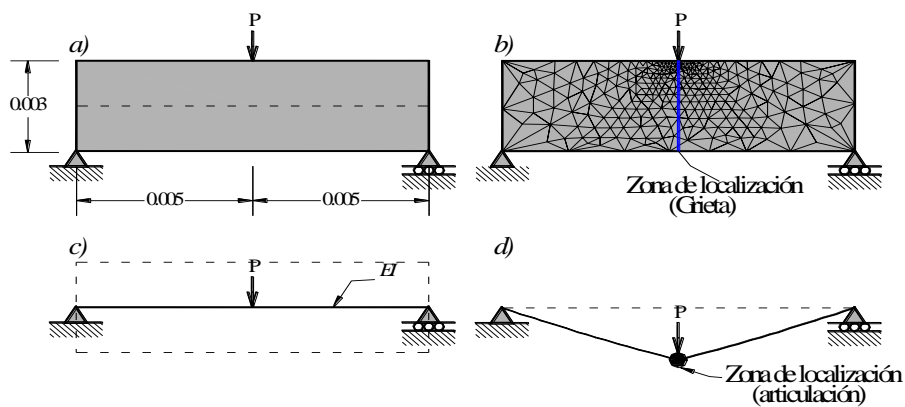 P
a)
0.003
0.005
0.005
P
b)
Zona de localización
(Grieta)
c)
P
EI
d)
P
Zona de localización
(articulación)